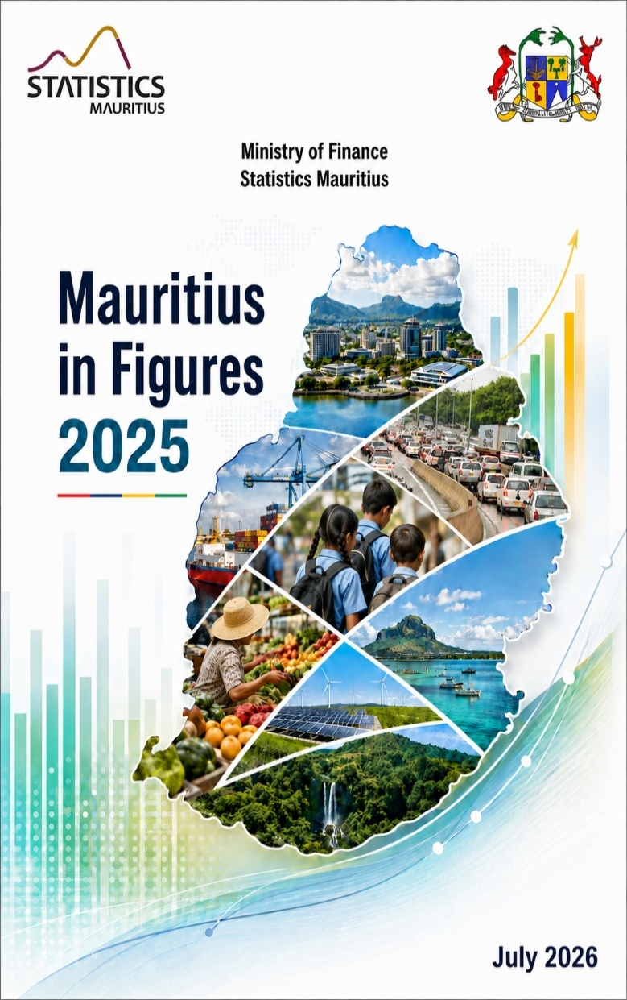 STATISTICS
MAURITIUS
Ministry of Finance
Statistics Mauritius
Mauritius
in Figures
2025
July 2026